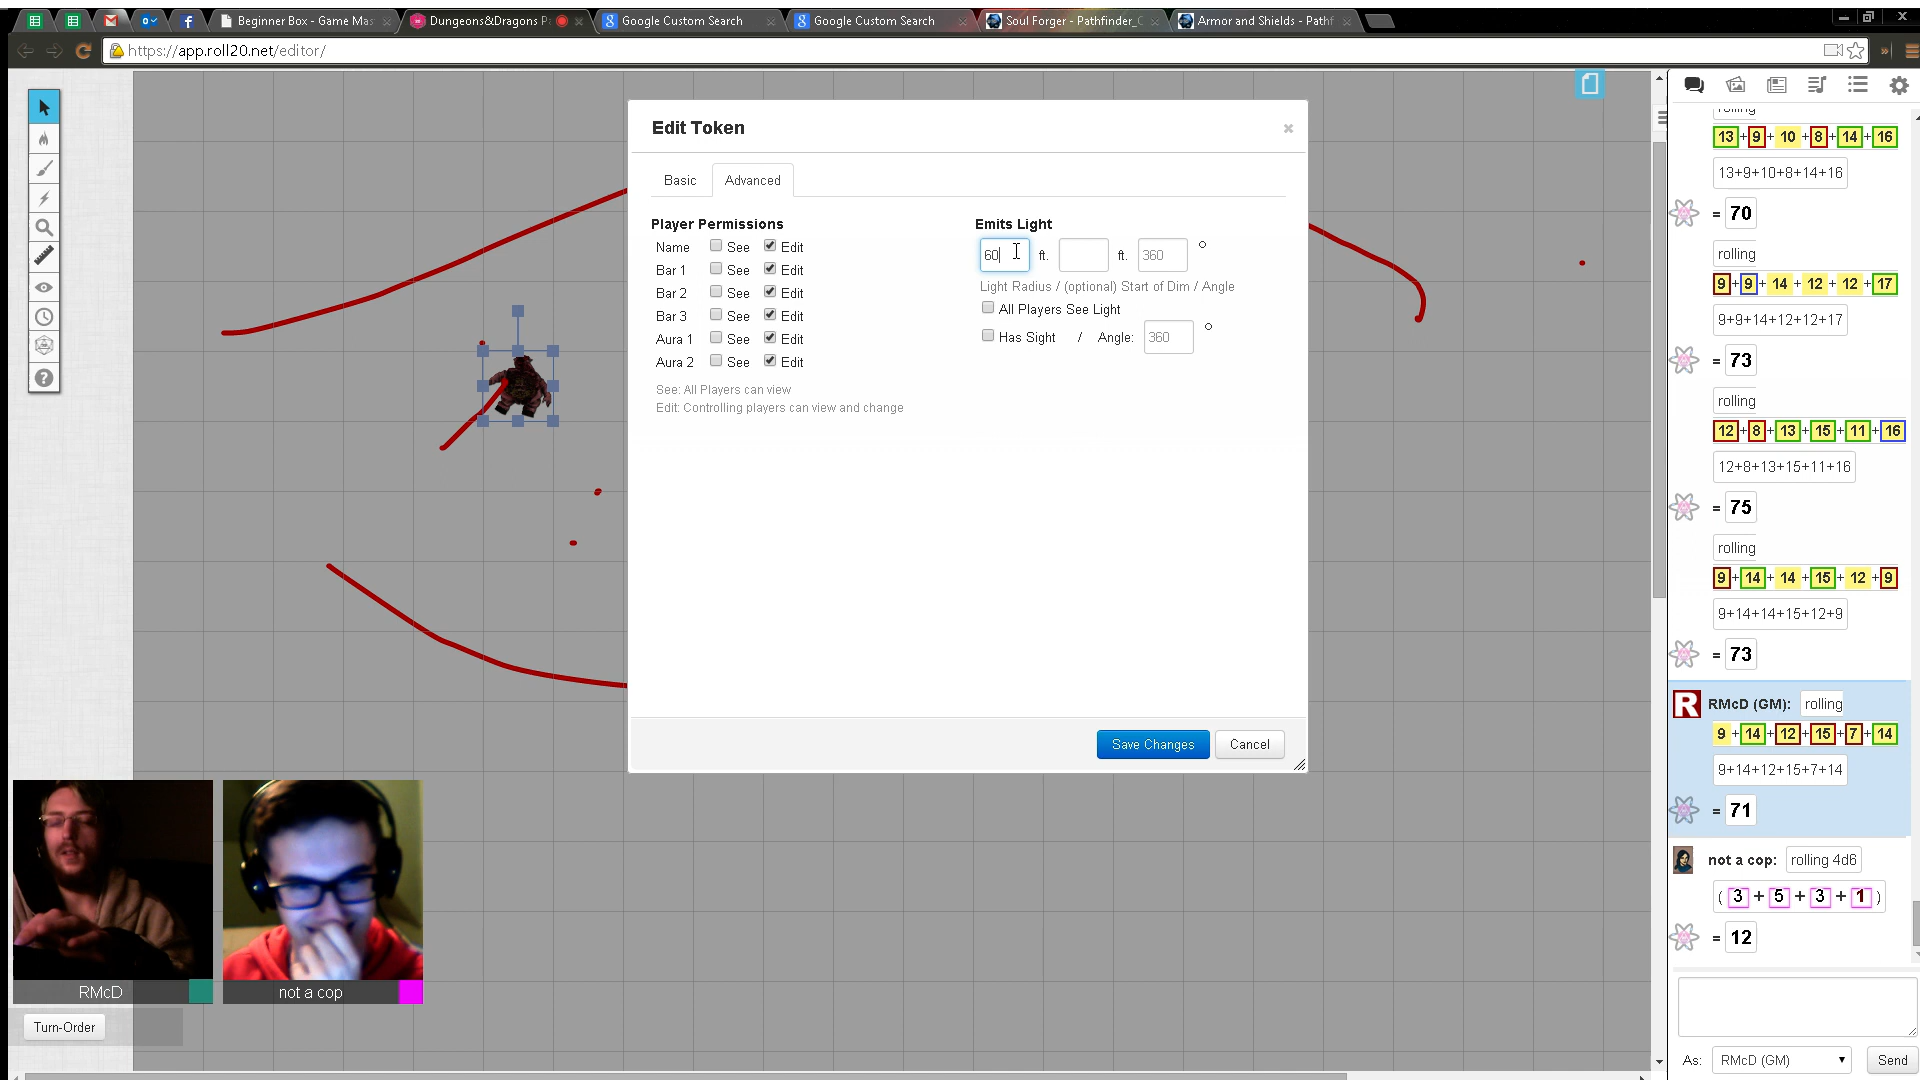 Beginner Box - Game Mas
Dungeons&Dragons P
Google Custom Search
Google Custom Search
Soul Forger - Pathfinder_C
Armor and Shields - Pathf
https://app.roll20.net/editor/
Edit Token
Basic
Advanced
Player Permissions
Name See Edit
Bar 1 See Edit
Bar 2 See Edit
Bar 3 See Edit
Aura 1 See Edit
Aura 2 See Edit
See: All Players can view
Edit: Controlling players can view and change
Emits Light
60 ft. ft. 360 °
Light Radius / (optional) Start of Dim / Angle
All Players See Light
Has Sight / Angle: 360 °
Save Changes
Cancel
rolling
13+9+10+8+14+16
13+9+10+8+14+16
= 70
rolling
9+9+14+12+12+17
9+9+14+12+12+17
= 73
rolling
12+8+13+15+11+16
12+8+13+15+11+16
= 75
rolling
9+14+14+15+12+9
9+14+14+15+12+9
= 73
RMcD (GM): rolling
9+14+12+15+7+14
9+14+12+15+7+14
= 71
not a cop: rolling 4d6
(3+5+3+1)
= 12
As: RMcD (GM)
Send
RMcD
not a cop
Turn-Order